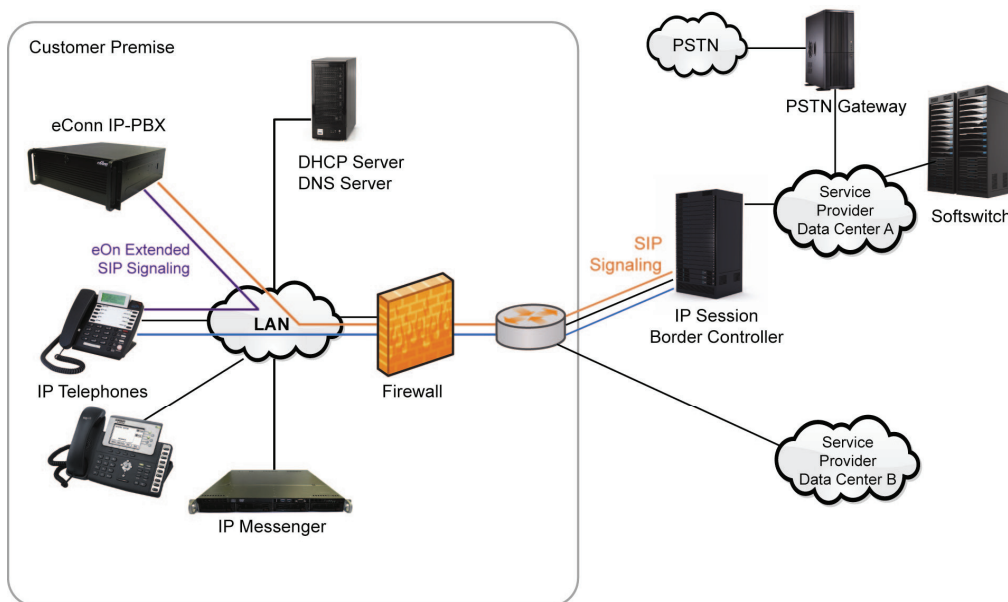 Customer Premise
eConn IP-PBX
DHCP Server
DNS Server
eOn Extended
SIP Signaling
LAN
IP Telephones
Firewall
IP Messenger
PSTN
PSTN Gateway
Service
Provider
Data Center A
Softswitch
SIP
Signaling
IP Session
Border Controller
Service
Provider
Data Center B